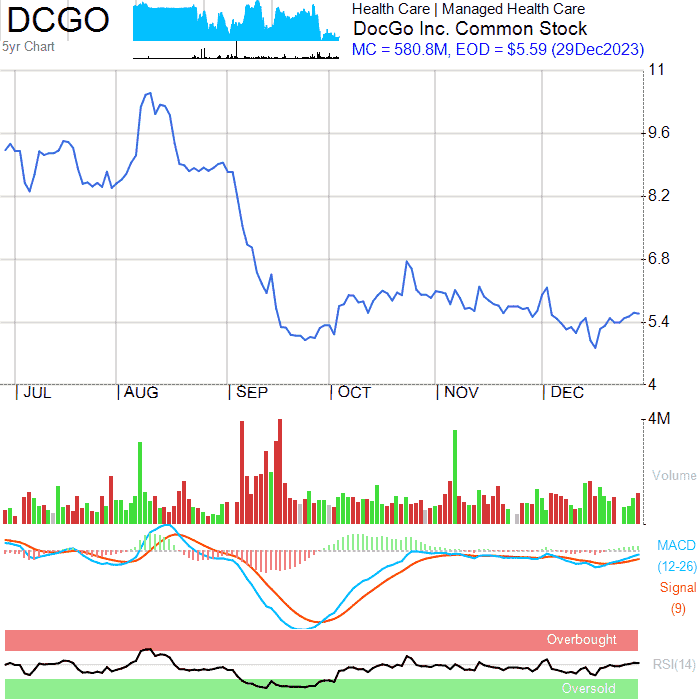 DCGO
5yr Chart
Health Care | Managed Health Care
DocGo Inc. Common Stock
MC = 580.8M, EOD = $5.59 (29Dec2023)
11
9.6
8.2
6.8
5.4
4
JUL
AUG
SEP
OCT
NOV
DEC
4M
Volume
MACD
(12-26)
Signal
(9)
Overbought
RSI(14)
Oversold